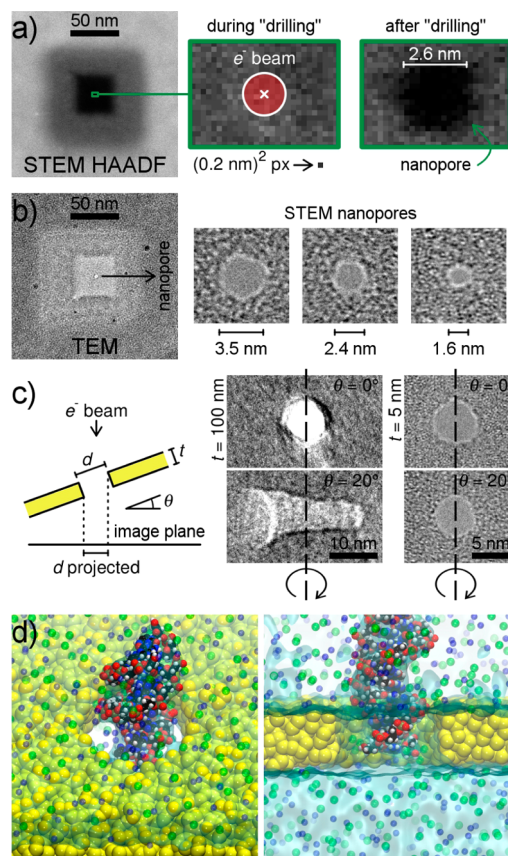 a)
50 nm
STEM HAADF
during "drilling"
e⁻ beam
(0.2 nm)² px
after "drilling"
2.6 nm
nanopore
b)
50 nm
nanopore
TEM
STEM nanopores
3.5 nm
2.4 nm
1.6 nm
c)
e⁻ beam
d
t
θ
image plane
d projected
t = 100 nm
θ = 0°
θ = 20°
10 nm
t = 5 nm
θ = 0
θ = 20
5 nm
d)